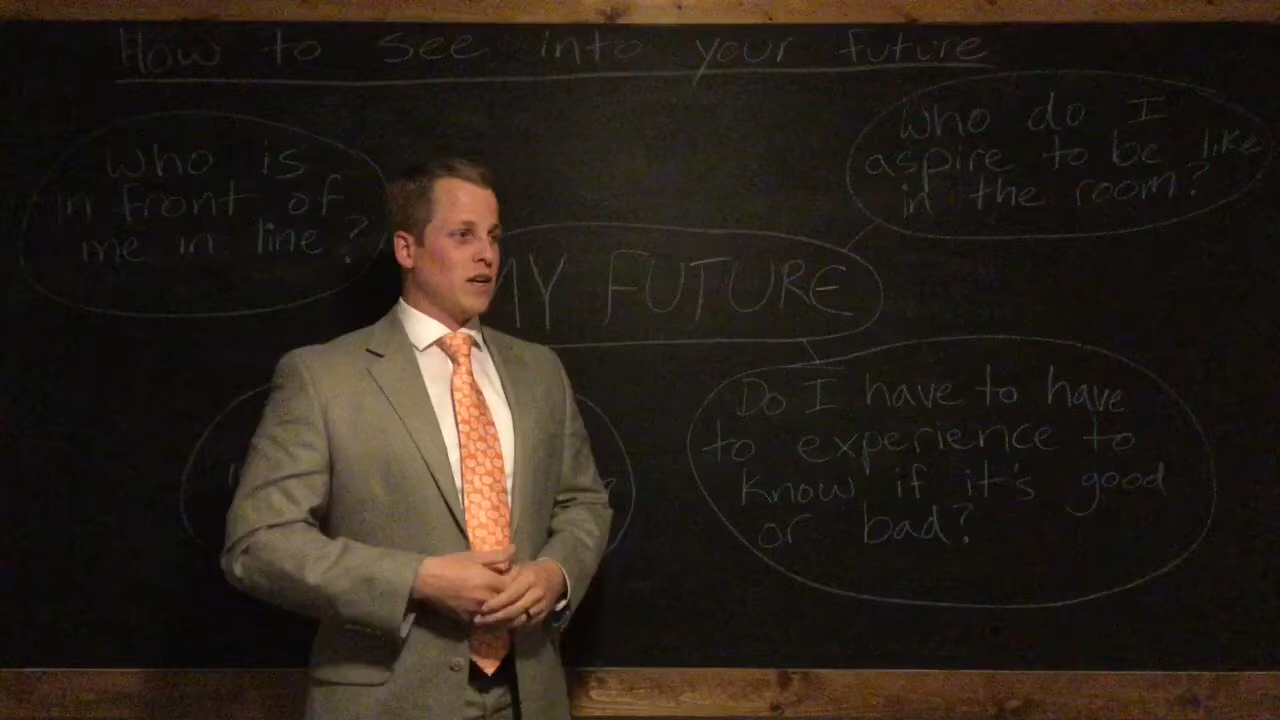 How to see into your future
Who is
in front of
me in line?
Who do I
aspire to be like
in the room?
MY FUTURE
Do I have to have
to experience to
know if it's good
or bad?